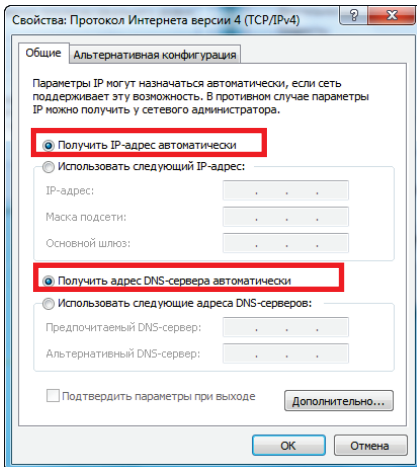 Свойства: Протокол Интернета версии 4 (TCP/IPv4)
Общие
Альтернативная конфигурация
Параметры IP могут назначаться автоматически, если сеть
поддерживает эту возможность. В противном случае параметры
IP можно получить у сетевого администратора.
Получить IP-адрес автоматически
Использовать следующий IP-адрес:
IP-адрес:
Маска подсети:
Основной шлюз:
Получить адрес DNS-сервера автоматически
Использовать следующие адреса DNS-серверов:
Предпочитаемый DNS-сервер:
Альтернативный DNS-сервер:
Подтвердить параметры при выходе
Дополнительно...
ОК
Отмена